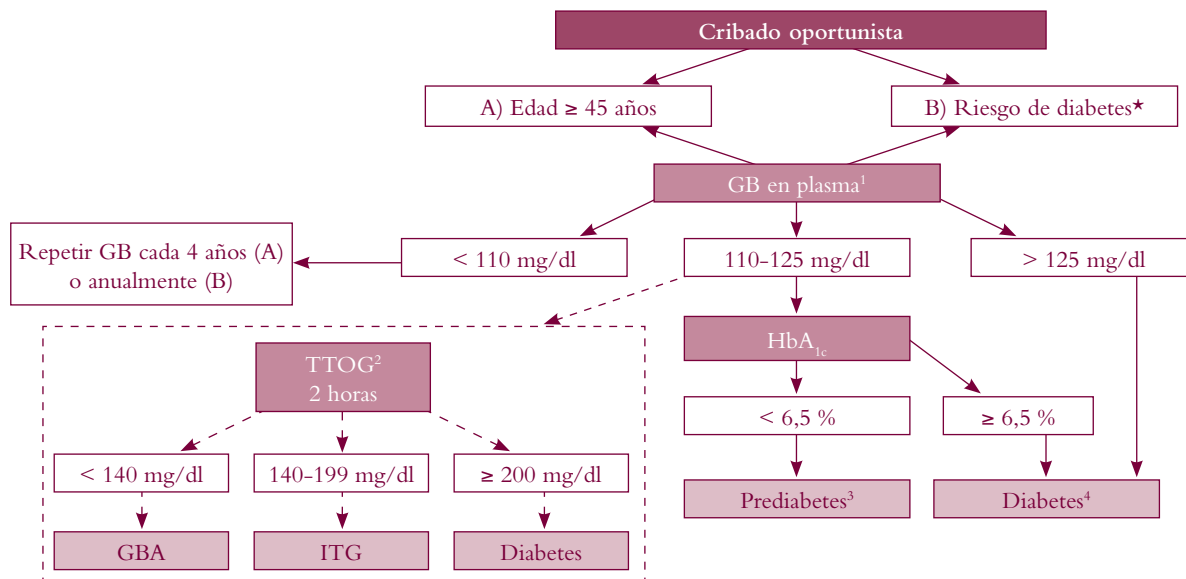 Cribado oportunista
A) Edad ≥ 45 años
B) Riesgo de diabetes*
GB en plasma¹
Repetir GB cada 4 años (A)
o anualmente (B)
< 110 mg/dl
110-125 mg/dl
> 125 mg/dl
HbA₁c
TTOG²
2 horas
< 6,5 %
≥ 6,5 %
< 140 mg/dl
140-199 mg/dl
≥ 200 mg/dl
Prediabetes³
Diabetes⁴
GBA
ITG
Diabetes